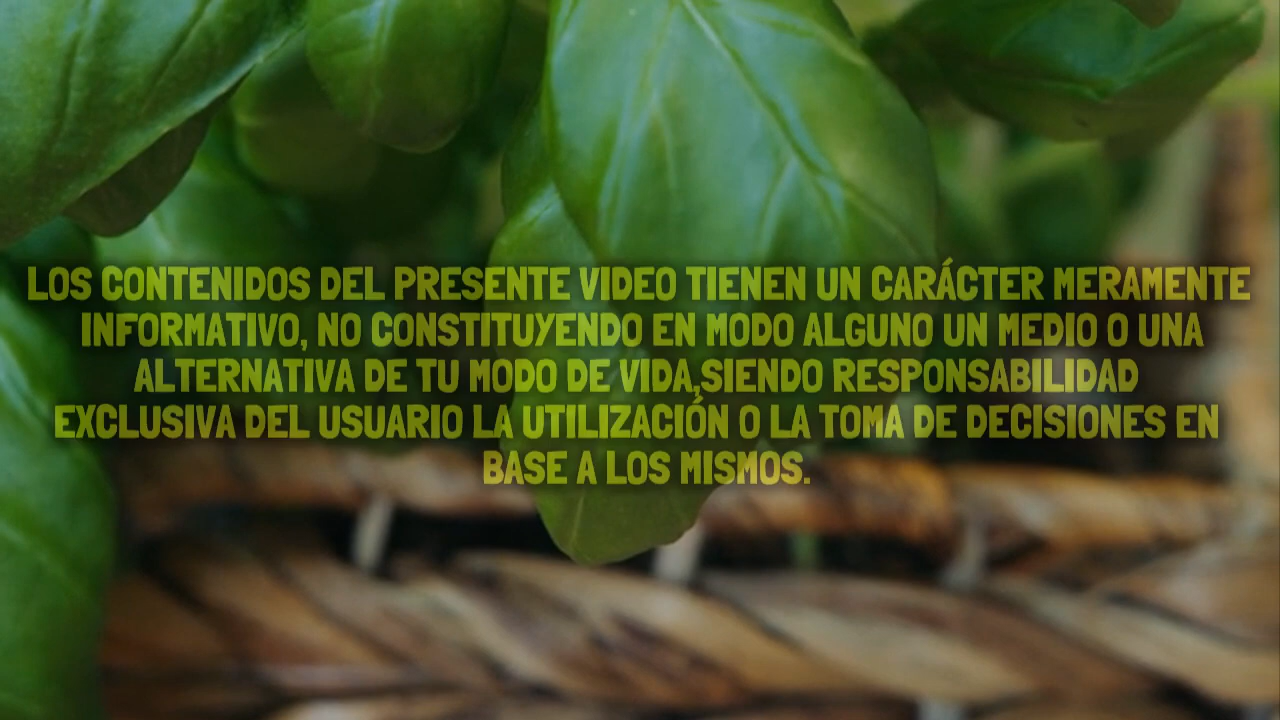 LOS CONTENIDOS DEL PRESENTE VIDEO TIENEN UN CARÁCTER MERAMENTE
INFORMATIVO, NO CONSTITUYENDO EN MODO ALGUNO UN MEDIO O UNA
ALTERNATIVA DE TU MODO DE VIDA,SIENDO RESPONSABILIDAD
EXCLUSIVA DEL USUARIO LA UTILIZACIÓN O LA TOMA DE DECISIONES EN
BASE A LOS MISMOS.